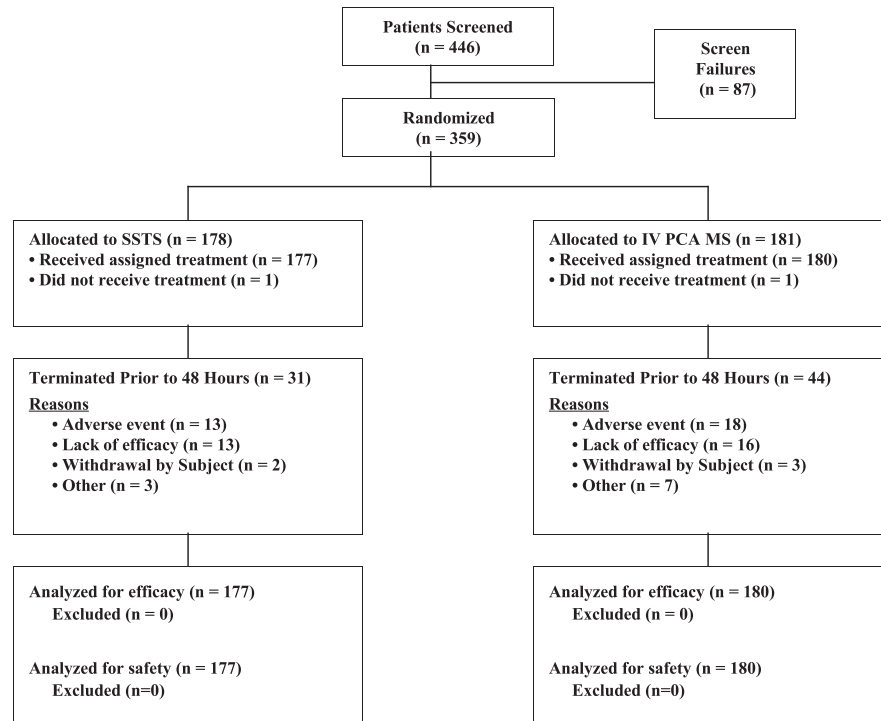 Patients Screened
(n = 446)
Screen
Failures
(n = 87)
Randomized
(n = 359)
Allocated to SSTS (n = 178)
• Received assigned treatment (n = 177)
• Did not receive treatment (n = 1)
Allocated to IV PCA MS (n = 181)
• Received assigned treatment (n = 180)
• Did not receive treatment (n = 1)
Terminated Prior to 48 Hours (n = 31)
Reasons
• Adverse event (n = 13)
• Lack of efficacy (n = 13)
• Withdrawal by Subject (n = 2)
• Other (n = 3)
Terminated Prior to 48 Hours (n = 44)
Reasons
• Adverse event (n = 18)
• Lack of efficacy (n = 16)
• Withdrawal by Subject (n = 3)
• Other (n = 7)
Analyzed for efficacy (n = 177)
Excluded (n = 0)
Analyzed for safety (n = 177)
Excluded (n=0)
Analyzed for efficacy (n = 180)
Excluded (n = 0)
Analyzed for safety (n = 180)
Excluded (n=0)